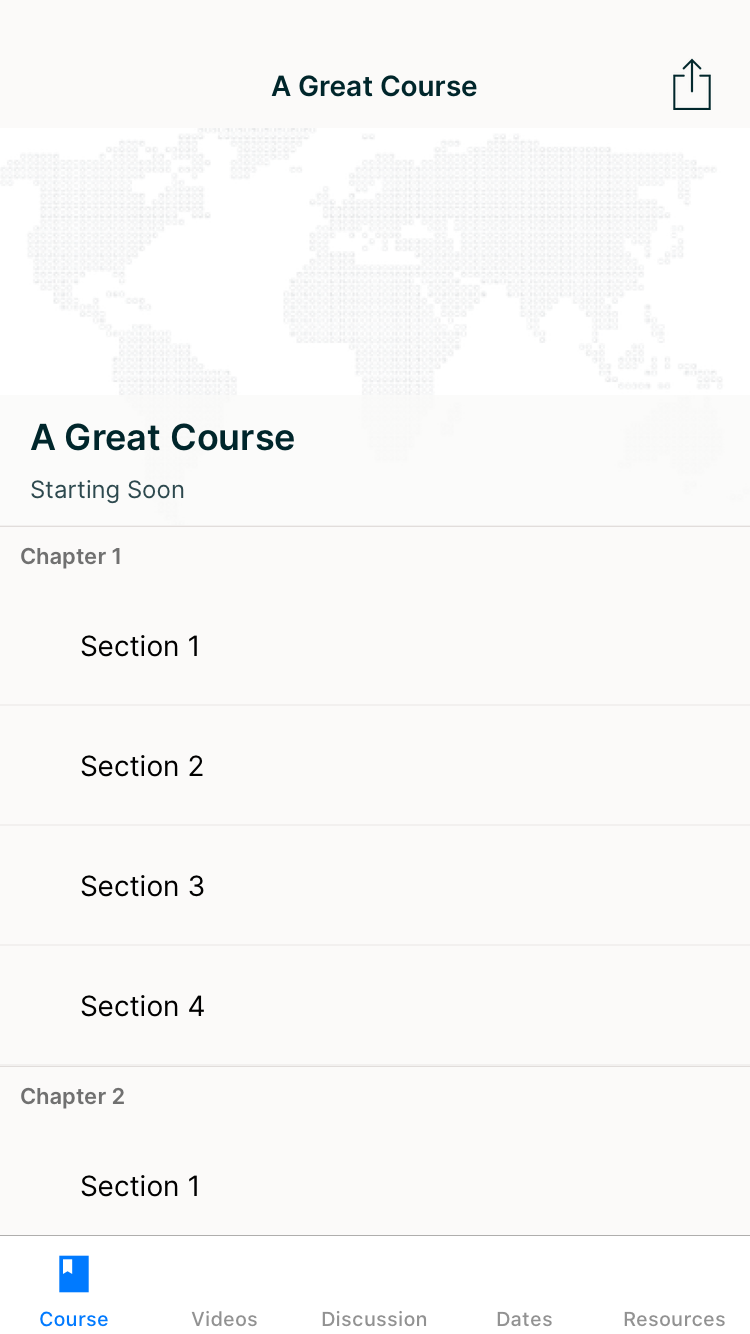 A Great Course
A Great Course
Starting Soon
Chapter 1
Section 1
Section 2
Section 3
Section 4
Chapter 2
Section 1
Course Videos Discussion Dates Resources